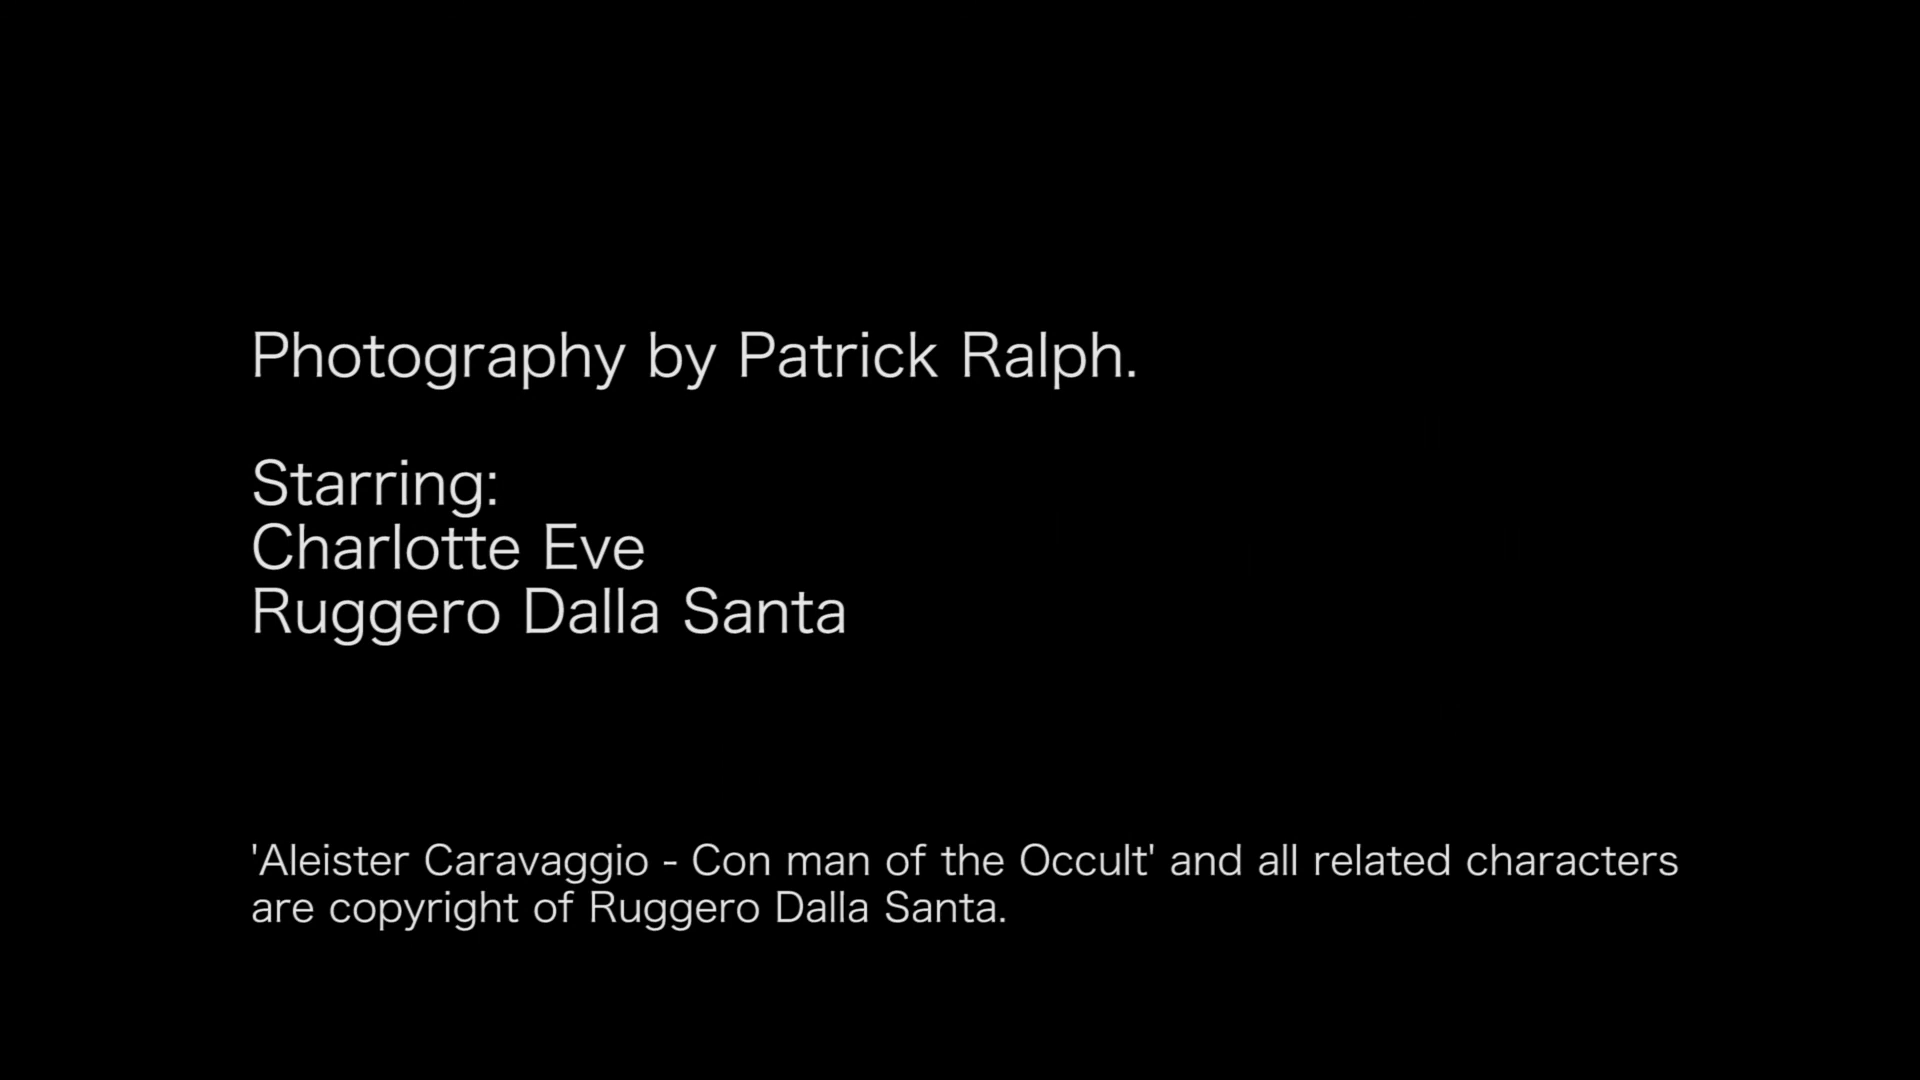 Photography by Patrick Ralph.
Starring:
Charlotte Eve
Ruggero Dalla Santa
'Aleister Caravaggio - Con man of the Occult' and all related characters
are copyright of Ruggero Dalla Santa.